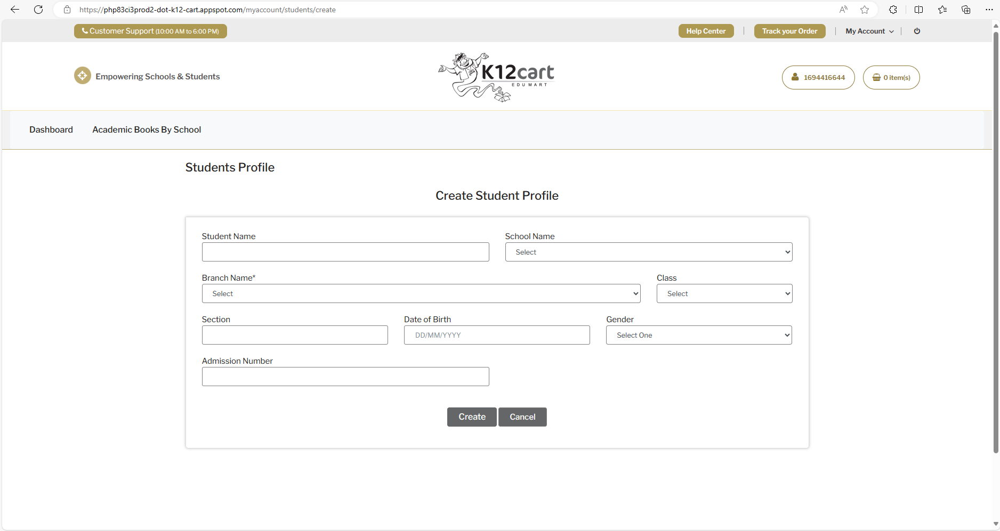 https://php83ci3prod2-dot-k12-cart.appspot.com/myaccount/students/create
Customer Support (10:00 AM to 6:00 PM)
Help Center
Track your Order
My Account
Empowering Schools & Students
K12cart
EDUMART
1694416644
0 item(s)
Dashboard
Academic Books By School
Students Profile
Create Student Profile
Student Name
School Name
Select
Branch Name*
Class
Select
Select
Section
Date of Birth
Gender
DD/MM/YYYY
Select One
Admission Number
Create
Cancel